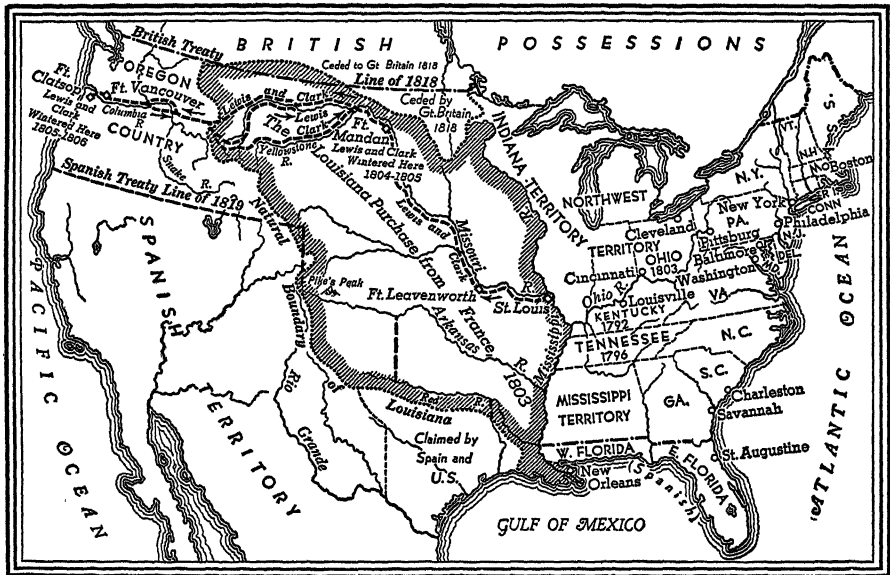 BRITISH POSSESSIONS
British Treaty
Line of 1818
Ceded to Gt Britain 1818
Ceded by
Gt. Britain
1818
OREGON
COUNTRY
Ft.
Clatsop
Lewis and
Clark
Wintered Here
1805-1806
Ft. Vancouver
Columbia
R.
Snake R.
Lewis and Clark
Lewis
Clark
Yellowstone
R.
Ft.
Mandan
Lewis and Clark
Wintered Here
1804-1805
The Louisiana Purchase from France, 1803
Spanish Treaty Line of 1819
Natural Boundary of Louisiana
Lewis and Clark
Missouri R.
Pike's Peak
Ft. Leavenworth
St. Louis
Arkansas R.
Mississippi R.
Red R.
Rio Grande
Claimed by
Spain and
U.S.
SPANISH TERRITORY
INDIANA TERRITORY
NORTHWEST
TERRITORY
OHIO
1803
Cleveland
Cincinnati
Ohio R.
Louisville
KENTUCKY
1792
TENNESSEE
1796
MISSISSIPPI
TERRITORY
W. FLORIDA
E. FLORIDA
(Spanish)
New
Orleans
GA.
S.C.
N.C.
VA
Charleston
Savannah
St. Augustine
N.Y.
VT.
N.H.
Boston
CONN
New York
PA.
Pittsburg
Philadelphia
N.J.
Baltimore
DEL
Washington
GULF OF MEXICO
PACIFIC OCEAN
ATLANTIC OCEAN